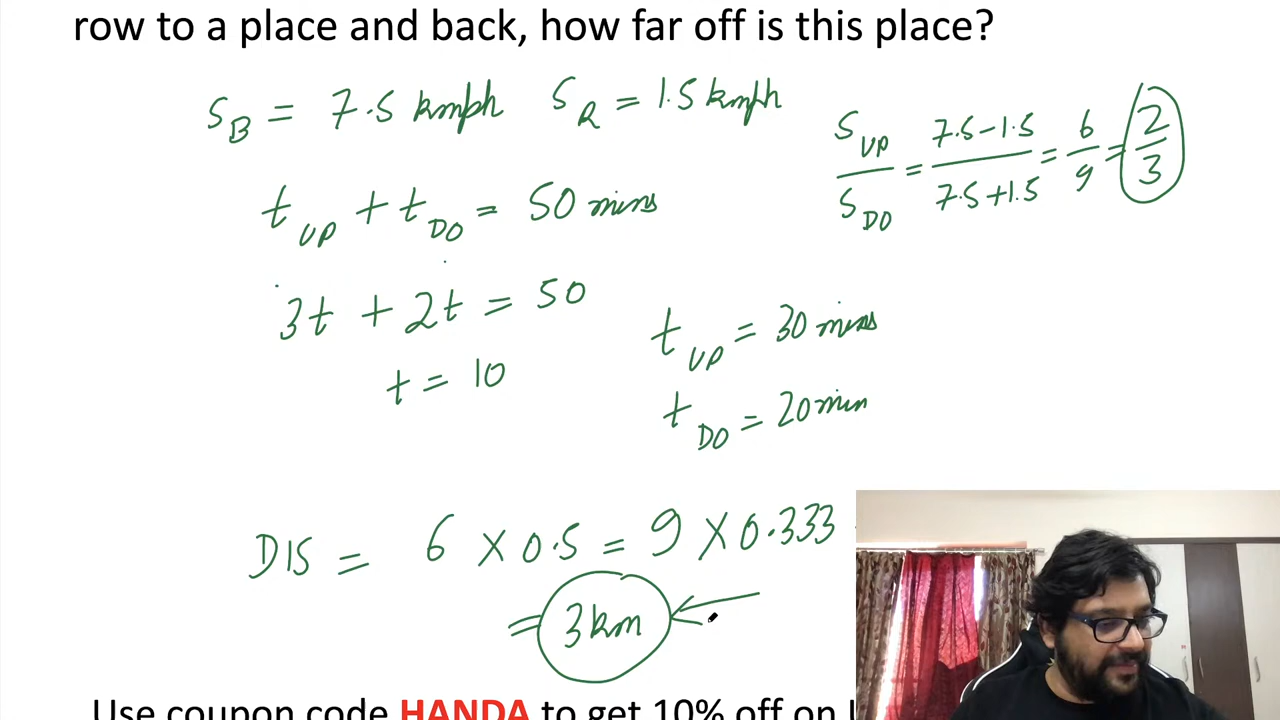 row to a place and back, how far off is this place?
S_B = 7.5 kmph S_R = 1.5 kmph
S_UP / S_DO = 7.5-1.5 / 7.5+1.5 = 6/9 = 2/3
t_UP + t_DO = 50 mins
3t + 2t = 50
t = 10
t_UP = 30 mins
t_DO = 20 min
DIS = 6 X 0.5 = 9 X 0.333
= 3 km
Use coupon code HANDA to get 10% off on